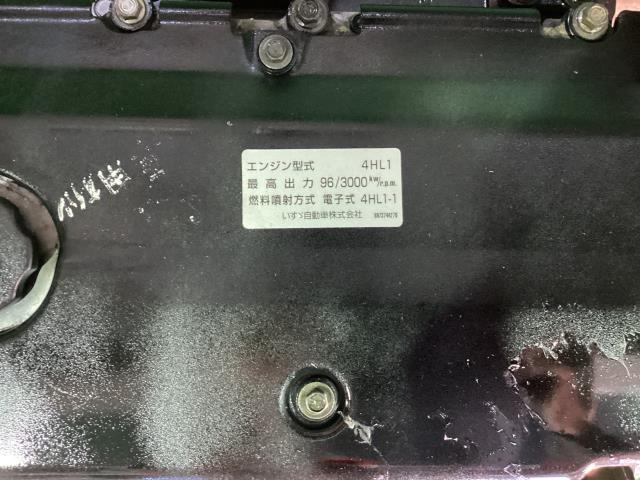 エンジン型式 4HL1
最高出力 96/3000 kw/r.p.m.
燃料噴射方式 電子式 4HL1-1
いすゞ自動車株式会社